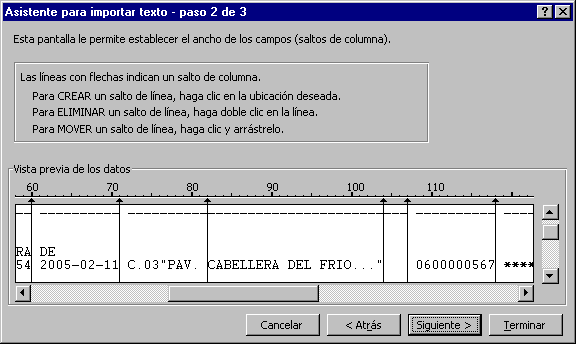 Asistente para importar texto - paso 2 de 3
Esta pantalla le permite establecer el ancho de los campos (saltos de columna).
Las líneas con flechas indican un salto de columna.
Para CREAR un salto de línea, haga clic en la ubicación deseada.
Para ELIMINAR un salto de línea, haga doble clic en la línea.
Para MOVER un salto de línea, haga clic y arrástrelo.
Vista previa de los datos
60 70 80 90 100 110
RA DE
54 2005-02-11 C.03"PAV. CABELLERA DEL FRIO..." 0600000567 ****
Cancelar < Atrás Siguiente > Terminar